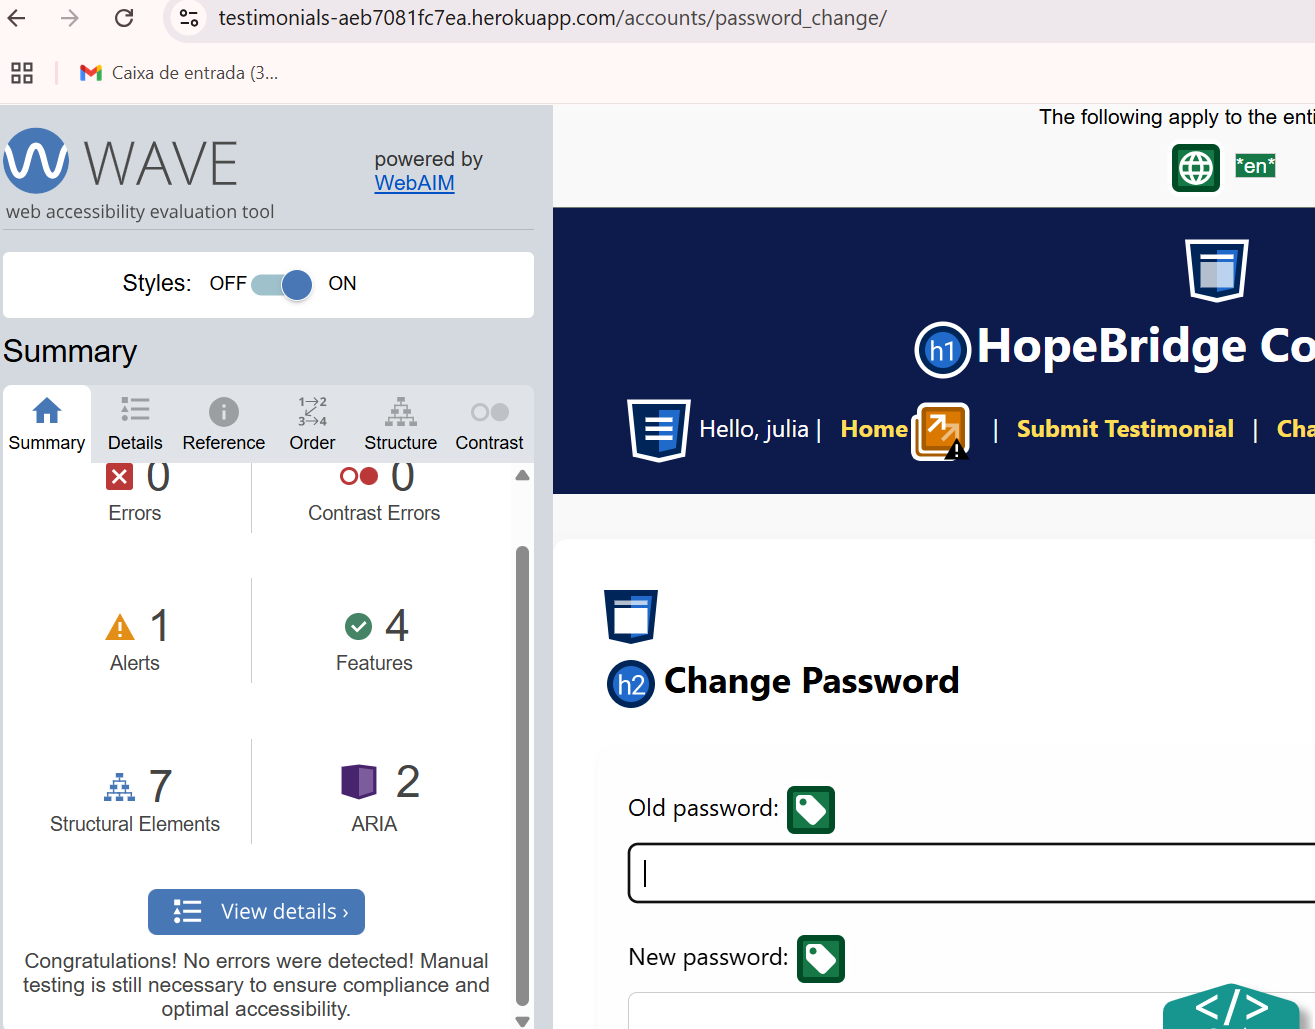 testimonials-aeb7081fc7ea.herokuapp.com/accounts/password_change/
Caixa de entrada (3...
WAVE
powered by
WebAIM
web accessibility evaluation tool
Styles: OFF ON
Summary
1 2
3 4
Summary Details Reference Order Structure Contrast
0 0
Errors Contrast Errors
1 4
Alerts Features
7 2
Structural Elements ARIA
View details ›
Congratulations! No errors were detected! Manual
testing is still necessary to ensure compliance and
optimal accessibility.
The following apply to the enti
*en*
h1 HopeBridge Co
Hello, julia | Home | Submit Testimonial | Cha
h2 Change Password
Old password:
New password:
</>